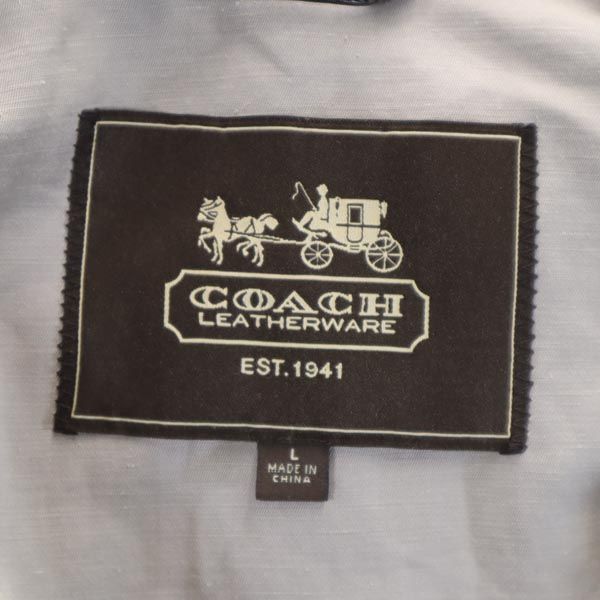 COACH
LEATHERWARE
EST.1941
L
MADE IN
CHINA